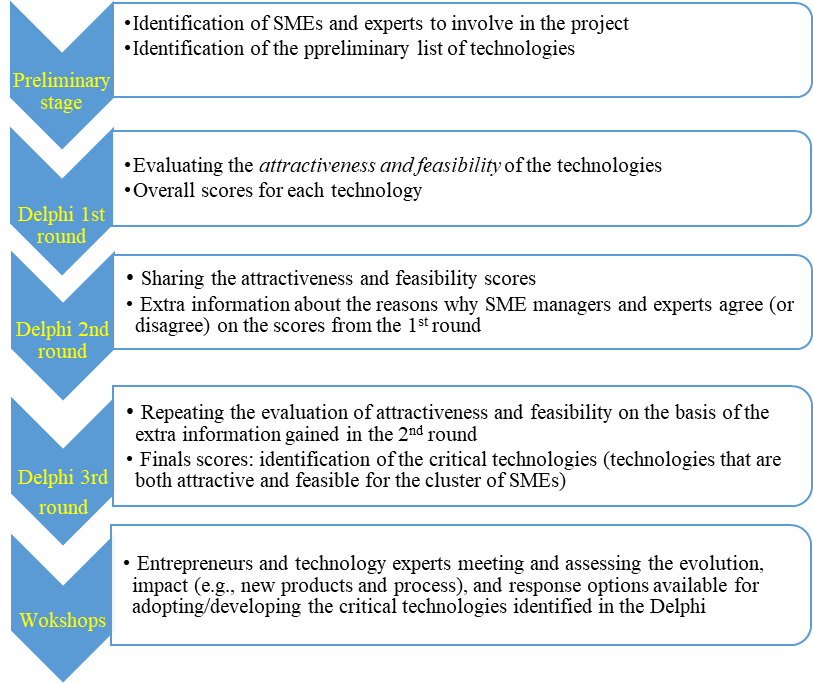 Preliminary
stage
•Identification of SMEs and experts to involve in the project
•Identification of the ppreliminary list of technologies
Delphi 1st
round
•Evaluating the attractiveness and feasibility of the technologies
•Overall scores for each technology
Delphi 2nd
round
• Sharing the attractiveness and feasibility scores
• Extra information about the reasons why SME managers and experts agree (or
disagree) on the scores from the 1st round
Delphi 3rd
round
• Repeating the evaluation of attractiveness and feasibility on the basis of the
extra information gained in the 2nd round
• Finals scores: identification of the critical technologies (technologies that are
both attractive and feasible for the cluster of SMEs)
Wokshops
• Entrepreneurs and technology experts meeting and assessing the evolution,
impact (e.g., new products and process), and response options available for
adopting/developing the critical technologies identified in the Delphi